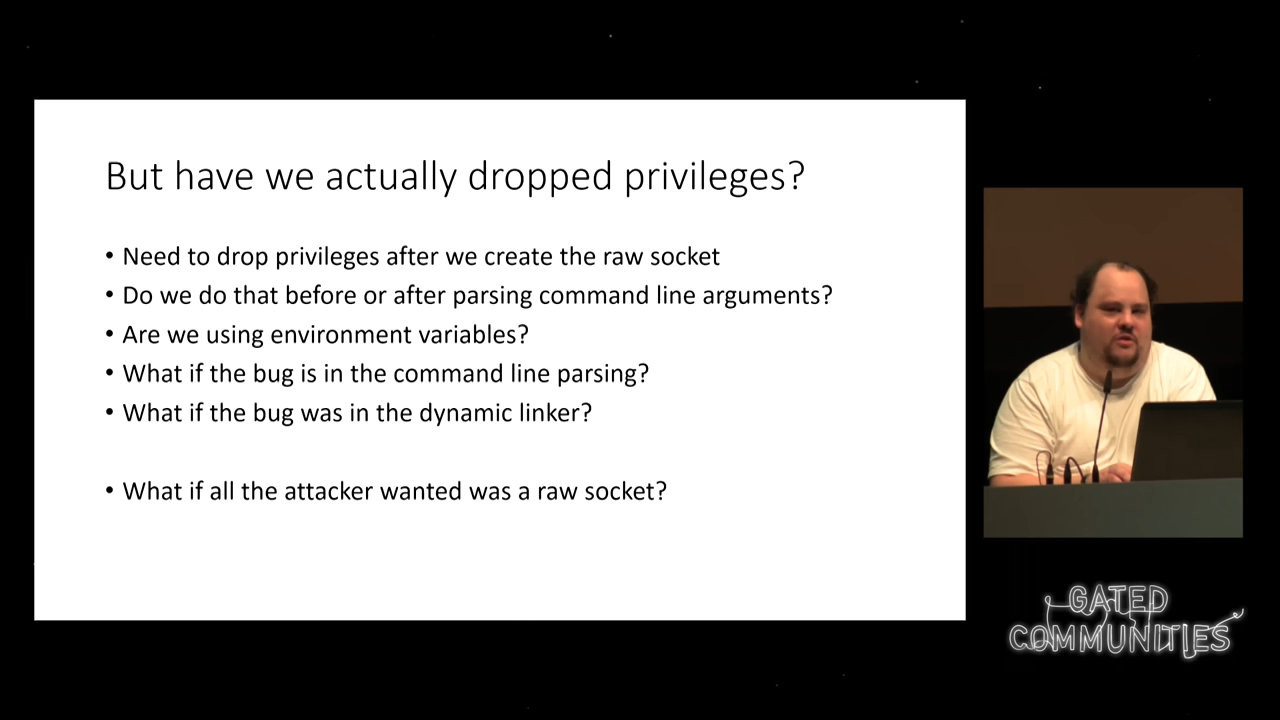 But have we actually dropped privileges?
• Need to drop privileges after we create the raw socket
• Do we do that before or after parsing command line arguments?
• Are we using environment variables?
• What if the bug is in the command line parsing?
• What if the bug was in the dynamic linker?
• What if all the attacker wanted was a raw socket?
GATED
COMMUNITIES